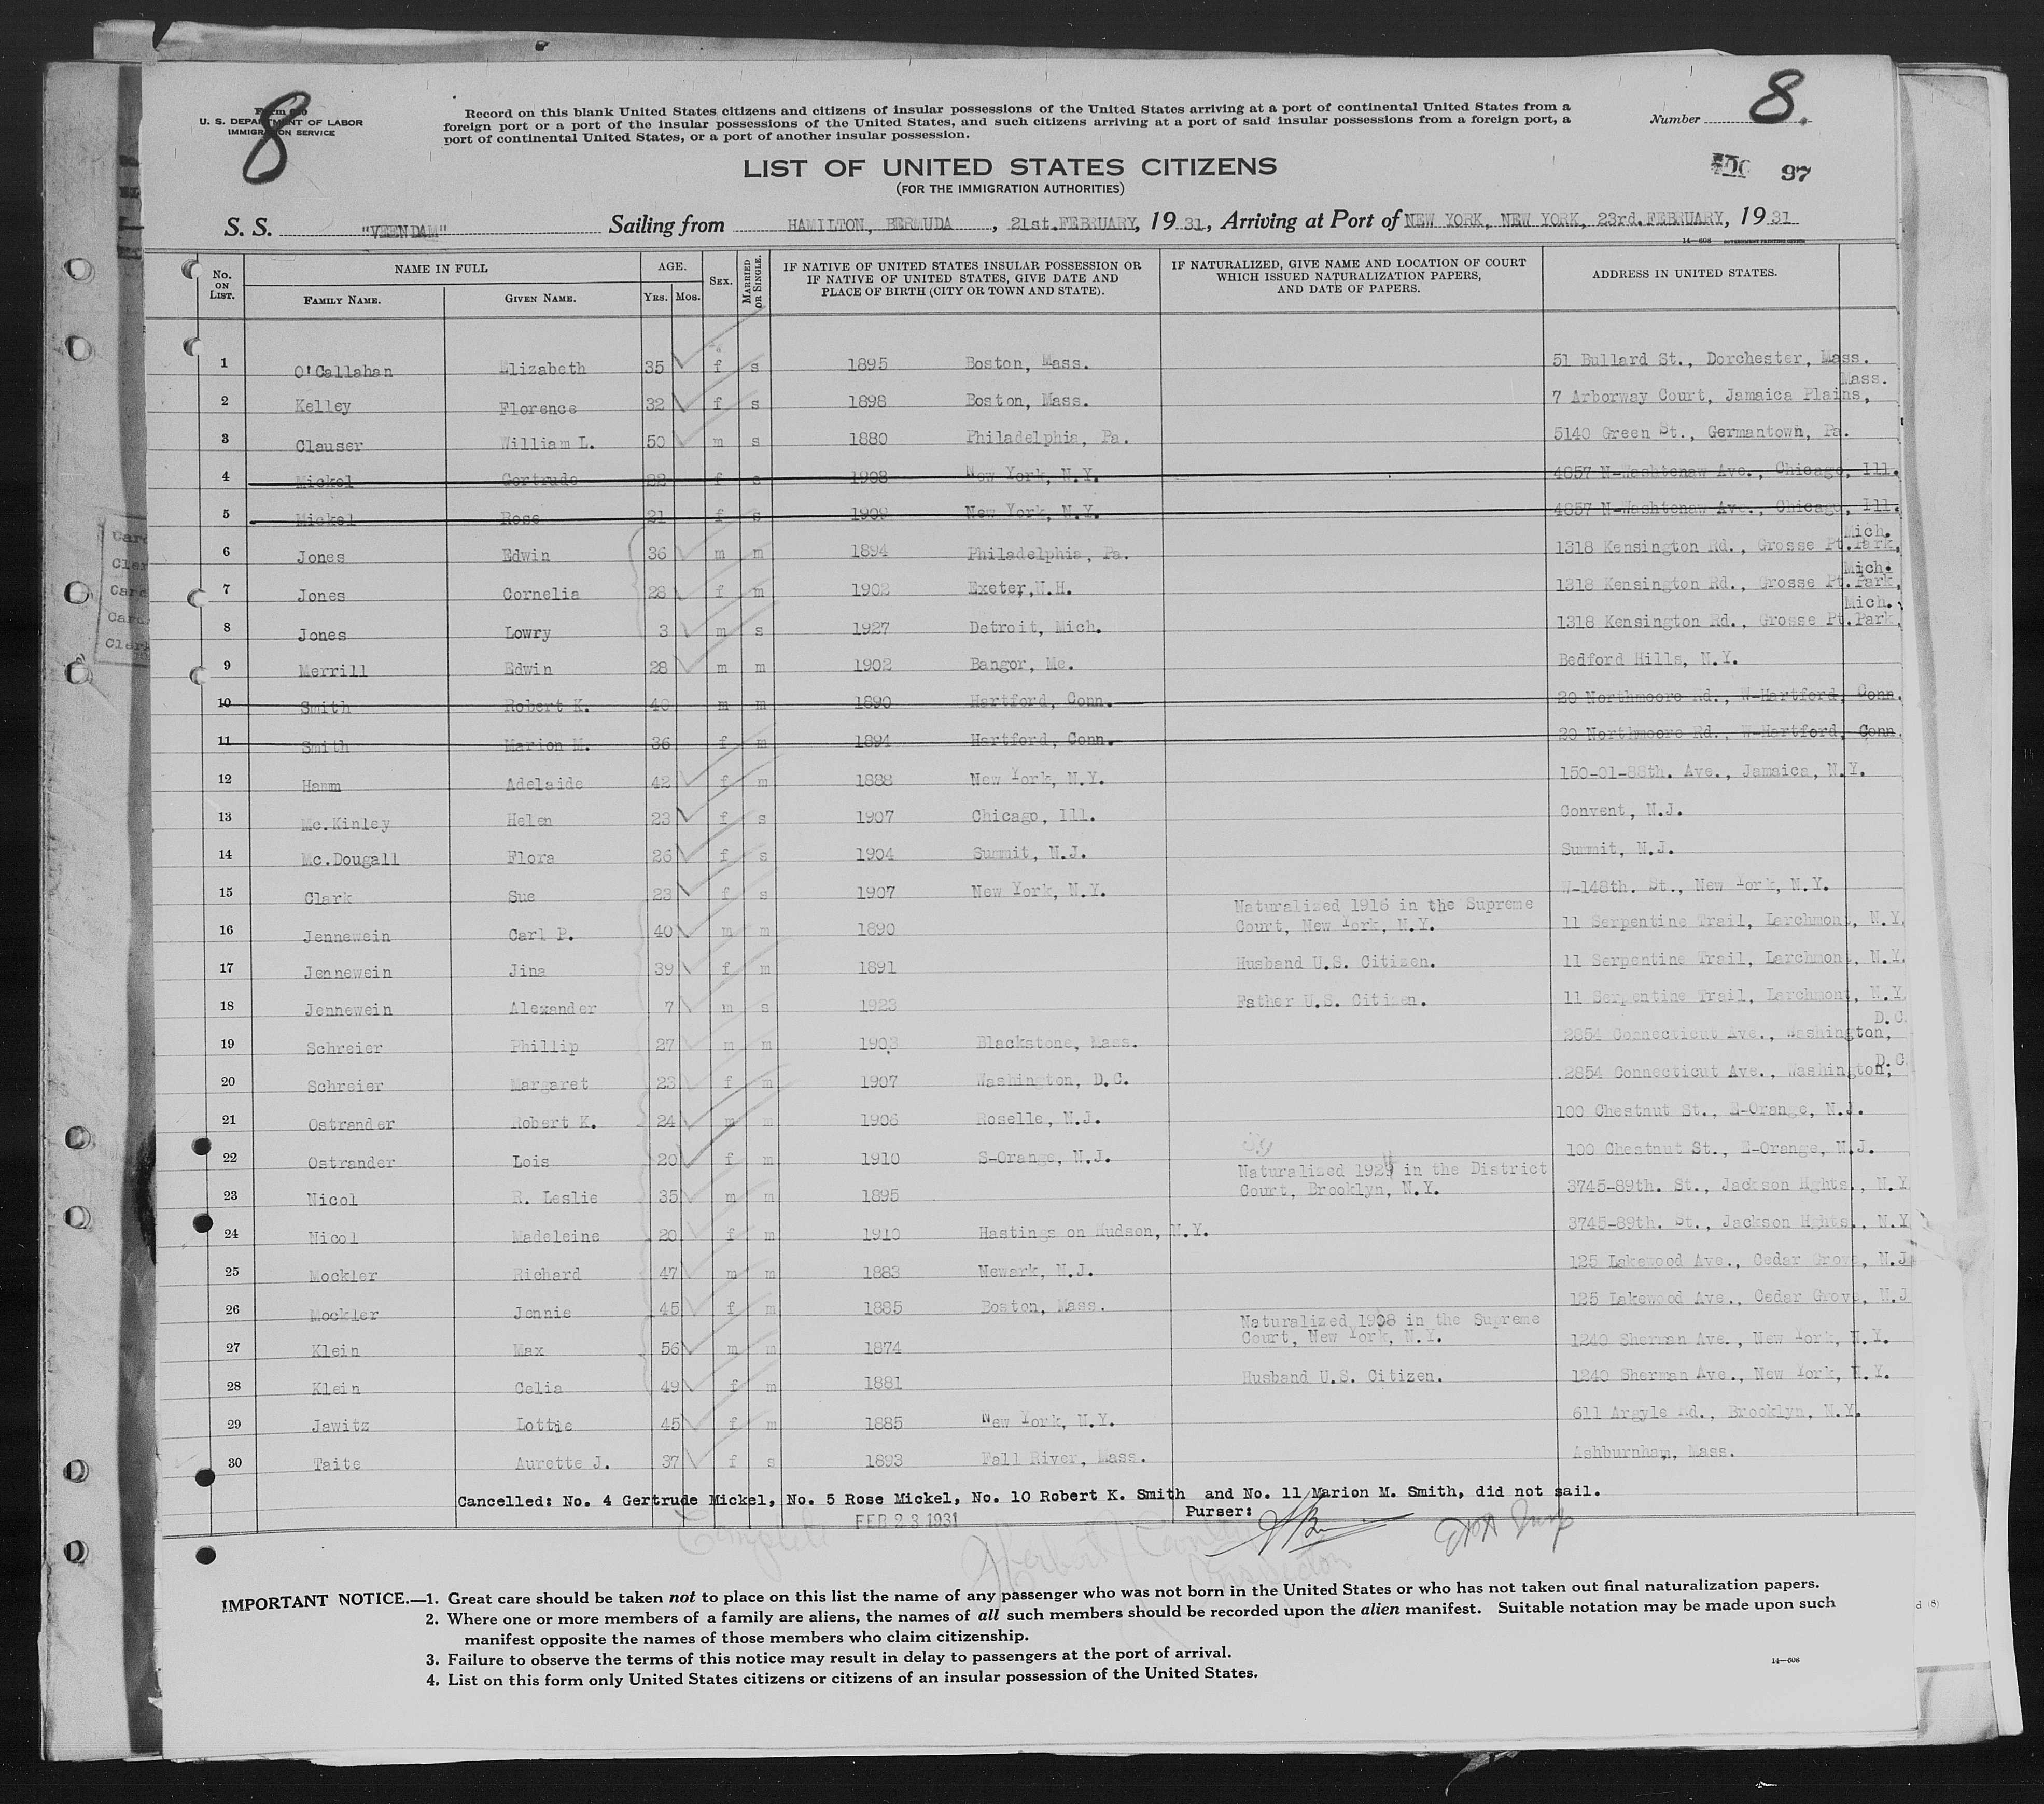 8
8.
Form 630
U. S. DEPARTMENT OF LABOR
IMMIGRATION SERVICE
Record on this blank United States citizens and citizens of insular possessions of the United States arriving at a port of continental United States from a
foreign port or a port of the insular possessions of the United States, and such citizens arriving at a port of said insular possessions from a foreign port, a
port of continental United States, or a port of another insular possession.
Number
LIST OF UNITED STATES CITIZENS
(FOR THE IMMIGRATION AUTHORITIES)
97
S. S. "VEENDAM" Sailing from HAMILTON, BERMUDA, 21st.FEBRUARY, 1931, Arriving at Port of NEW YORK, NEW YORK, 23rd.FEBRUARY, 1931
14—608 GOVERNMENT PRINTING OFFICE
No. ON LIST. NAME IN FULL FAMILY NAME. GIVEN NAME. AGE. YRS. MOS. SEX. MARRIED OR SINGLE. IF NATIVE OF UNITED STATES INSULAR POSSESSION OR IF NATIVE OF UNITED STATES, GIVE DATE AND PLACE OF BIRTH (CITY OR TOWN AND STATE). IF NATURALIZED, GIVE NAME AND LOCATION OF COURT WHICH ISSUED NATURALIZATION PAPERS, AND DATE OF PAPERS. ADDRESS IN UNITED STATES.
1 O'Callahan Elizabeth 35 f s 1895 Boston, Mass. 51 Bullard St., Dorchester, Mass.
2 Kelley Florence 32 f s 1898 Boston, Mass. 7 Arborway Court, Jamaica Plains, Mass.
3 Clauser William L. 50 m s 1880 Philadelphia, Pa. 5140 Green St., Germantown, Pa.
4 Mickel Gertrude 22 f s 1908 New York, N.Y. 4857 N-Washtenaw Ave., Chicago, Ill.
5 Mickel Rose 21 f s 1909 New York, N.Y. 4857 N-Washtenaw Ave., Chicago, Ill.
6 Jones Edwin 36 m m 1894 Philadelphia, Pa. 1318 Kensington Rd., Grosse Pt.Park, Mich.
7 Jones Cornelia 28 f m 1902 Exeter,N.H. 1318 Kensington Rd., Grosse Pt.Park, Mich.
8 Jones Lowry 3 m s 1927 Detroit, Mich. 1318 Kensington Rd., Grosse Pt.Park, Mich.
9 Merrill Edwin 28 m m 1902 Bangor, Me. Bedford Hills, N.Y.
10 Smith Robert K. 40 m m 1890 Hartford, Conn. 20 Northmoore Rd., W-Hartford, Conn.
11 Smith Marion M. 36 f m 1894 Hartford, Conn. 20 Northmoore Rd., W-Hartford, Conn.
12 Hamm Adelaide 42 f m 1888 New York, N.Y. 150-01-88th. Ave., Jamaica, N.Y.
13 Mc.Kinley Helen 23 f s 1907 Chicago, Ill. Convent, N.J.
14 Mc.Dougall Flora 26 f s 1904 Summit, N.J. Summit, N.J.
15 Clark Sue 23 f s 1907 New York, N.Y. W-148th. St., New York, N.Y.
16 Jennewein Carl P. 40 m m 1890 Naturalized 1916 in the Supreme Court, New York, N.Y. 11 Serpentine Trail, Larchmont, N.Y.
17 Jennewein Jina 39 f m 1891 Husband U.S. Citizen. 11 Serpentine Trail, Larchmont, N.Y.
18 Jennewein Alexander 7 m s 1923 Father U.S. Citizen. 11 Serpentine Trail, Larchmont, N.Y.
19 Schreier Phillip 27 m m 1903 Blackstone, Mass. 2854 Connecticut Ave., Washington, D.C.
20 Schreier Margaret 23 f m 1907 Washington, D.C. 2854 Connecticut Ave., Washington, D.C.
21 Ostrander Robert K. 24 m m 1906 Roselle, N.J. 100 Chestnut St., E-Orange, N.J.
22 Ostrander Lois 20 f m 1910 S-Orange, N.J. 100 Chestnut St., E-Orange, N.J.
23 Nicol R. Leslie 35 m m 1895 Naturalized 1924 in the District Court, Brooklyn, N.Y. 3745-89th. St., Jackson Hghts., N.Y.
24 Nicol Madeleine 20 f m 1910 Hastings on Hudson, N.Y. 3745-89th. St., Jackson Hghts., N.Y.
25 Mockler Richard 47 m m 1883 Newark, N.J. 125 Lakewood Ave., Cedar Grove, N.J.
26 Mockler Jennie 45 f m 1885 Boston, Mass. 125 Lakewood Ave., Cedar Grove, N.J.
27 Klein Max 56 m m 1874 Naturalized 1908 in the Supreme Court, New York, N.Y. 1240 Sherman Ave., New York, N.Y.
28 Klein Celia 49 f m 1881 Husband U.S. Citizen. 1240 Sherman Ave., New York, N.Y.
29 Jawitz Lottie 45 f m 1885 New York, N.Y. 611 Argyle Rd., Brooklyn, N.Y.
30 Taite Aurette J. 37 f s 1893 Fall River, Mass. Ashburnham, Mass.
Cancelled: No. 4 Gertrude Mickel, No. 5 Rose Mickel, No. 10 Robert K. Smith and No. 11 Marion M. Smith, did not sail.
Purser:
FEB 23 1931
Inspector
IMPORTANT NOTICE.—1. Great care should be taken not to place on this list the name of any passenger who was not born in the United States or who has not taken out final naturalization papers.
2. Where one or more members of a family are aliens, the names of all such members should be recorded upon the alien manifest. Suitable notation may be made upon such
manifest opposite the names of those members who claim citizenship.
3. Failure to observe the terms of this notice may result in delay to passengers at the port of arrival.
4. List on this form only United States citizens or citizens of an insular possession of the United States.
14—608